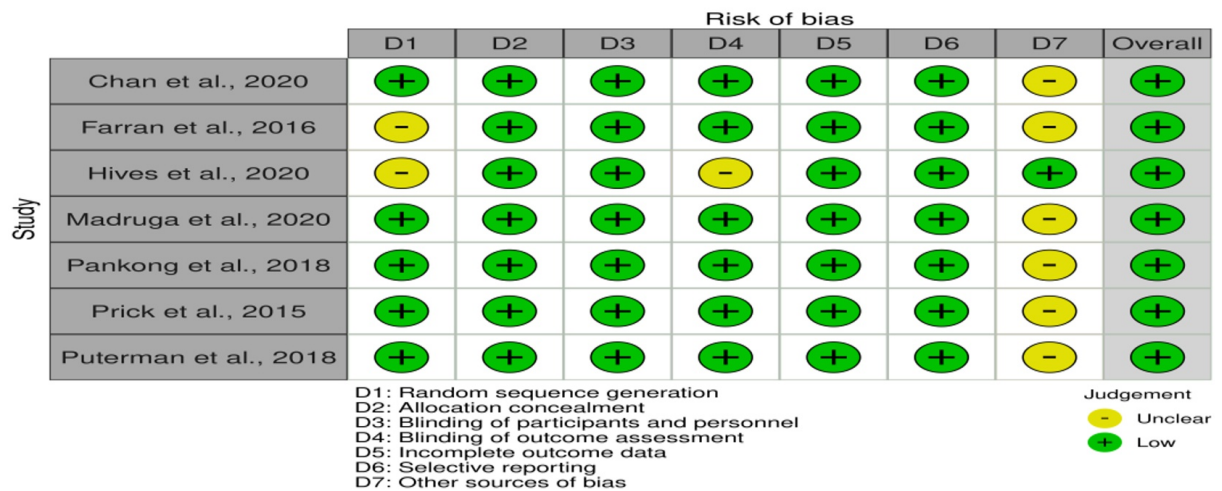 Risk of bias
D1 D2 D3 D4 D5 D6 D7 Overall
Study
Chan et al., 2020 + + + + + + - +
Farran et al., 2016 - + + + + + - +
Hives et al., 2020 - + + - + + + +
Madruga et al., 2020 + + + + + + - +
Pankong et al., 2018 + + + + + + - +
Prick et al., 2015 + + + + + + - +
Puterman et al., 2018 + + + + + + - +
D1: Random sequence generation
D2: Allocation concealment
D3: Blinding of participants and personnel
D4: Blinding of outcome assessment
D5: Incomplete outcome data
D6: Selective reporting
D7: Other sources of bias
Judgement
- Unclear
+ Low